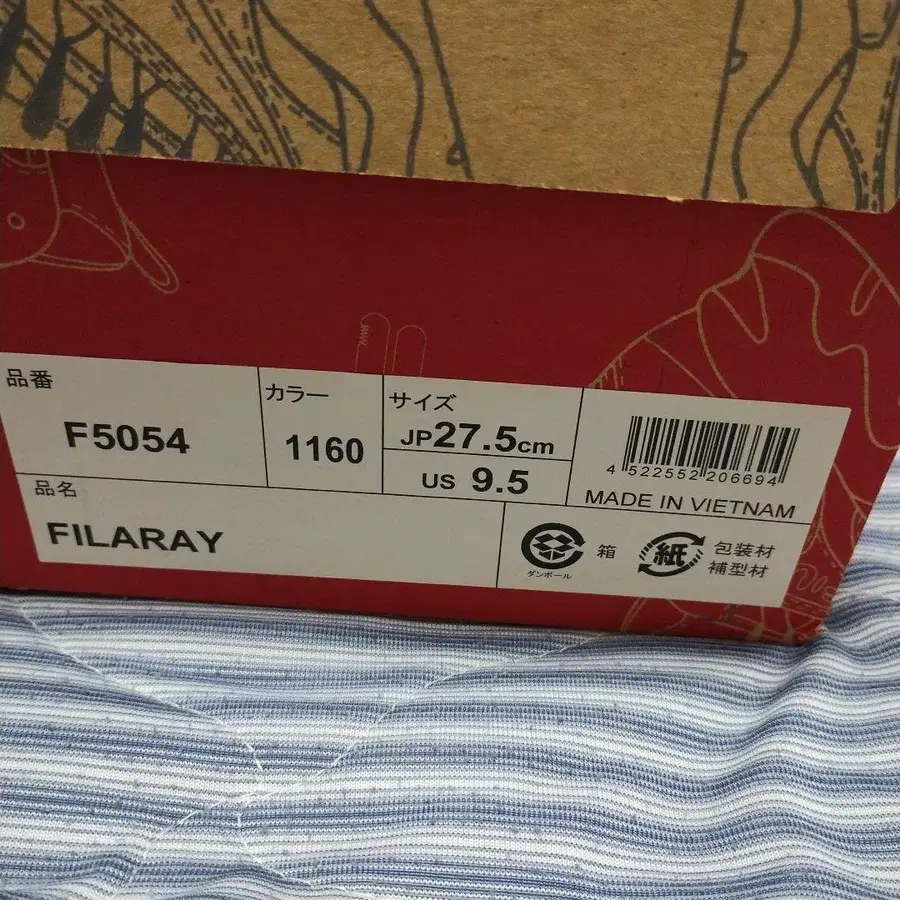 品番
F5054
カラー
1160
サイズ
JP27.5cm
US 9.5
4 522552 206694
MADE IN VIETNAM
品名
FILARAY
ダンボール
箱
紙
包装材
補型材